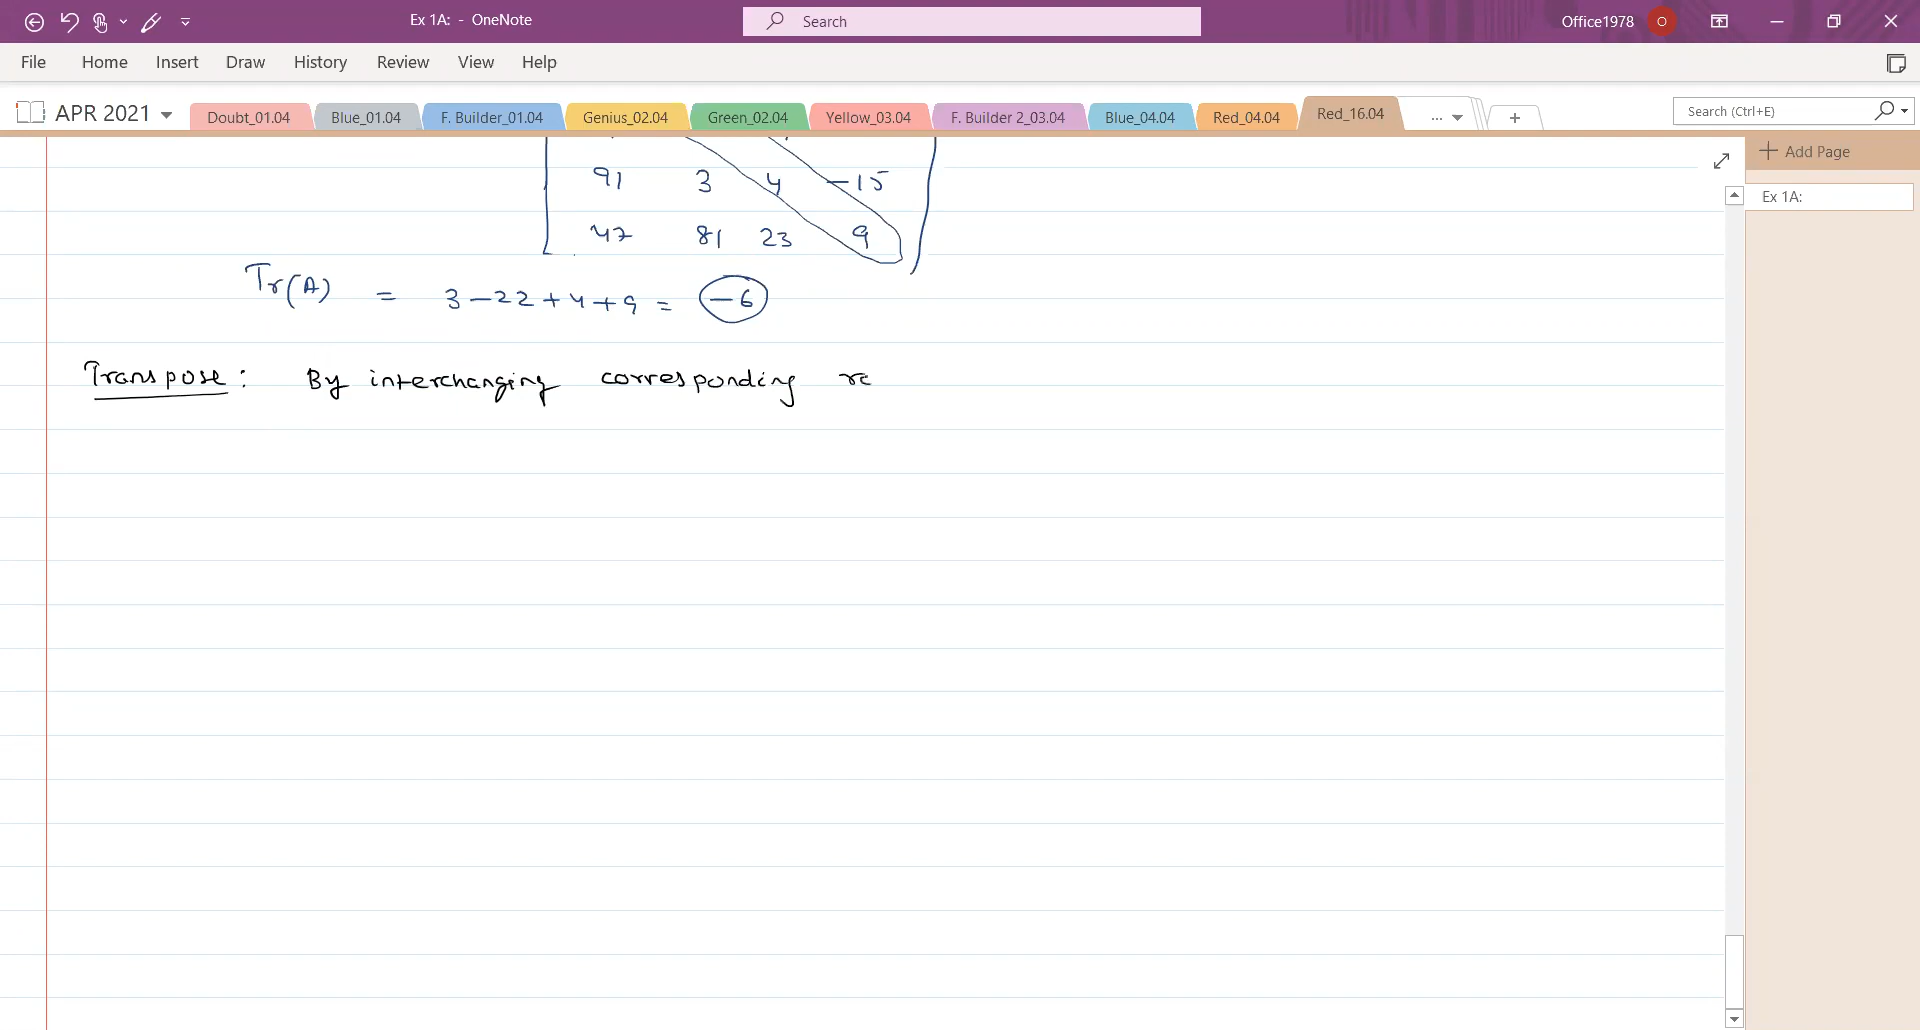 Ex 1A: - OneNote
Search
Office1978
O
File Home Insert Draw History Review View Help
APR 2021
Doubt_01.04 Blue_01.04 F. Builder_01.04 Genius_02.04 Green_02.04 Yellow_03.04 F. Builder 2_03.04 Blue_04.04 Red_04.04 Red_16.04 ... +
Search (Ctrl+E)
Add Page
Ex 1A:
91 3 4 -15
47 81 23 9
Tr(A) = 3-22+4+9 = -6
Transpose: By interchanging corresponding ro